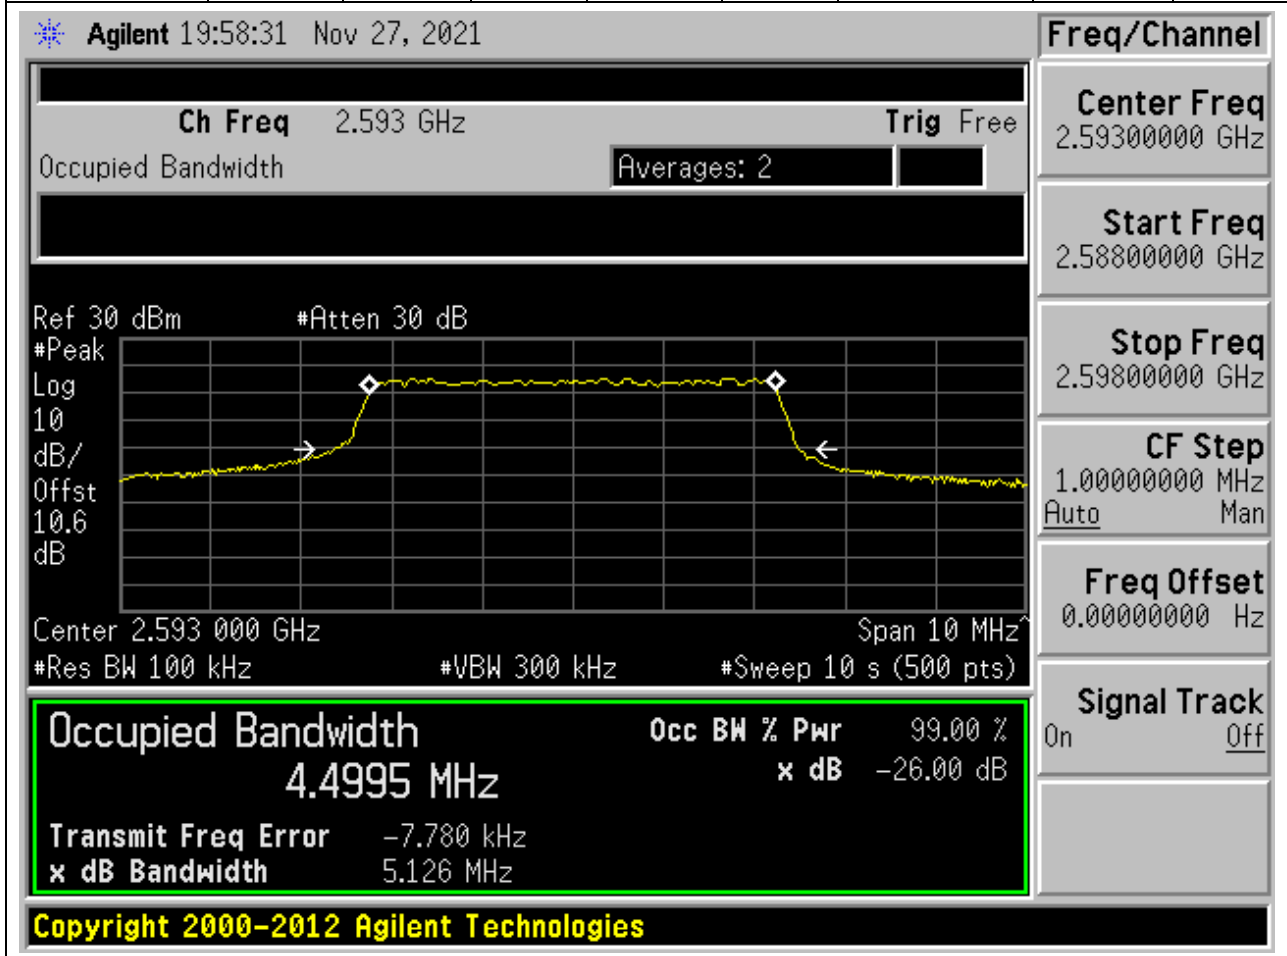 Agilent 19:58:31 Nov 27, 2021
Freq/Channel
Ch Freq 2.593 GHz Trig Free
Occupied Bandwidth Averages: 2
Center Freq
2.59300000 GHz
Start Freq
2.58800000 GHz
Stop Freq
2.59800000 GHz
CF Step
1.00000000 MHz
Auto Man
Freq Offset
0.00000000 Hz
Signal Track
On Off
Ref 30 dBm #Atten 30 dB
#Peak
Log
10
dB/
Offst
10.6
dB
Center 2.593 000 GHz Span 10 MHz^
#Res BW 100 kHz #VBW 300 kHz #Sweep 10 s (500 pts)
Occupied Bandwidth Occ BW % Pwr 99.00 %
4.4995 MHz x dB -26.00 dB
Transmit Freq Error -7.780 kHz
x dB Bandwidth 5.126 MHz
Copyright 2000-2012 Agilent Technologies